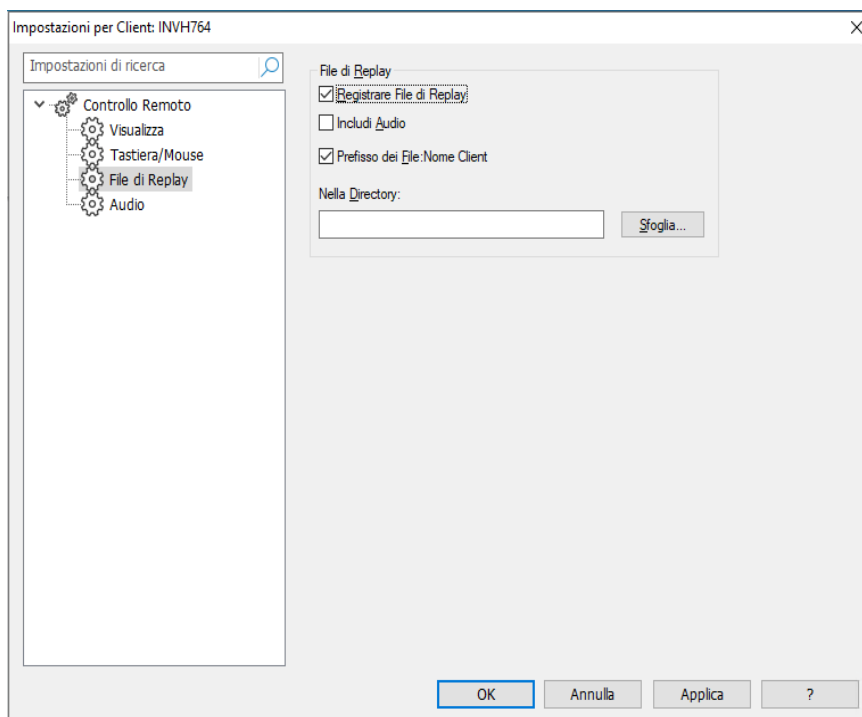 Impostazioni per Client: INVH764
Impostazioni di ricerca
Controllo Remoto
Visualizza
Tastiera/Mouse
File di Replay
Audio
File di Replay
Registrare File di Replay
Includi Audio
Prefisso dei File:Nome Client
Nella Directory:
Sfoglia...
OK
Annulla
Applica
?